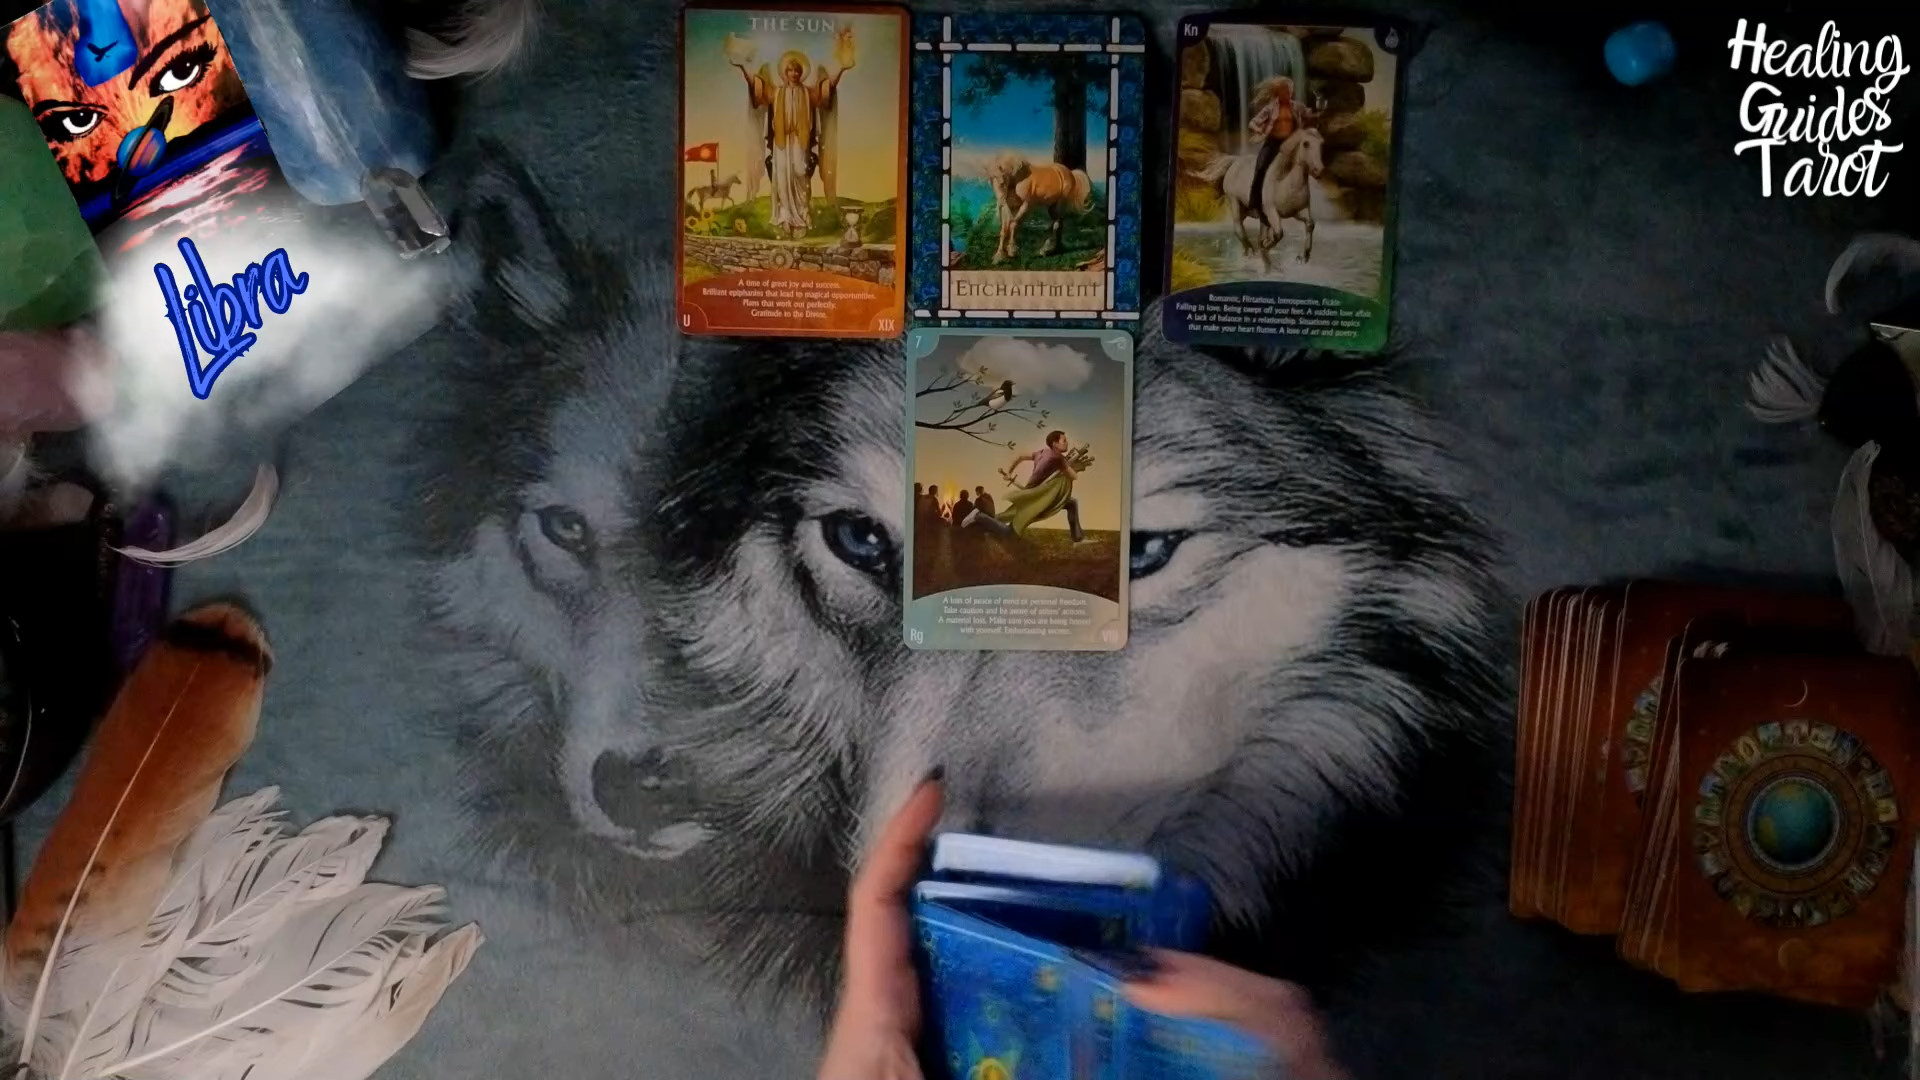 THE SUN
A time of great joy and success.
Brilliant epiphanies that lead to magical opportunities.
Plans that work out perfectly.
Gratitude to the Divine.
U
XIX
ENCHANTMENT
Kn
Romantic, Flirtatious, Introspective, Fickle
Falling in love. Being swept off your feet. A sudden love affair.
A lack of balance in a relationship. Situations or topics
that make your heart flutter. A love of art and poetry.
7
A loss of peace of mind or personal freedom.
Take caution and be aware of others' actions.
A material loss. Make sure you are being honest
with yourself. Embarrassing secrets.
Rg
VIII
Libra
Healing
Guides
Tarot